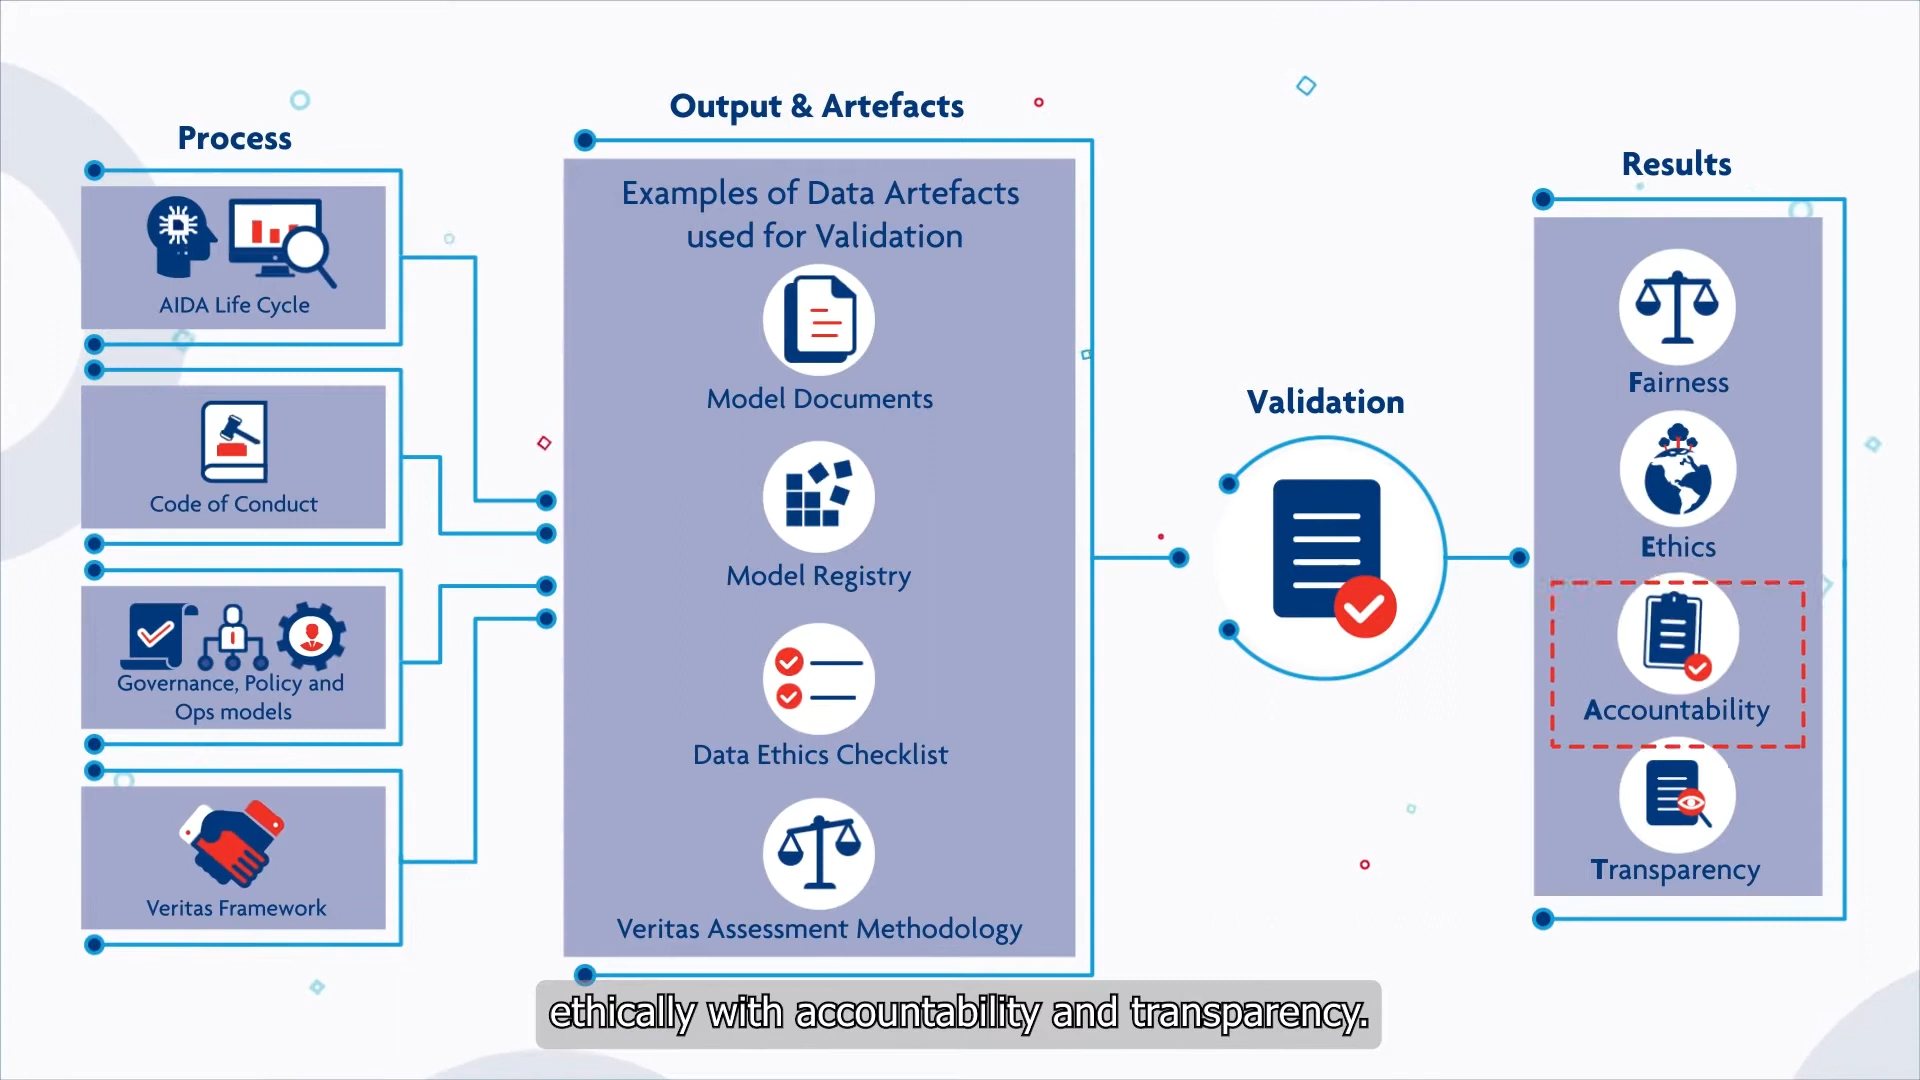 Process
AIDA Life Cycle
Code of Conduct
Governance, Policy and
Ops models
Veritas Framework
Output & Artefacts
Examples of Data Artefacts
used for Validation
Model Documents
Model Registry
Data Ethics Checklist
Veritas Assessment Methodology
Validation
Results
Fairness
Ethics
Accountability
Transparency
ethically with accountability and transparency.